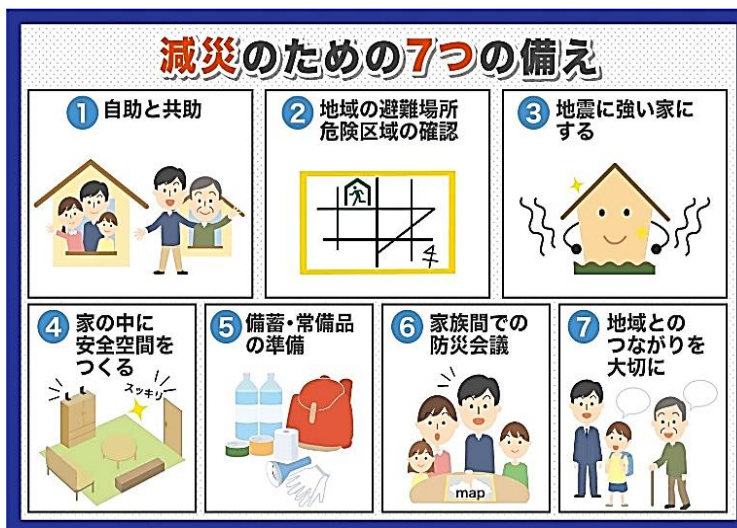 減災のための7つの備え
1 自助と共助
2 地域の避難場所
危険区域の確認
3 地震に強い家に
する
4 家の中に
安全空間を
つくる
スッキリ
5 備蓄・常備品
の準備
6 家族間での
防災会議
map
7 地域との
つながりを
大切に